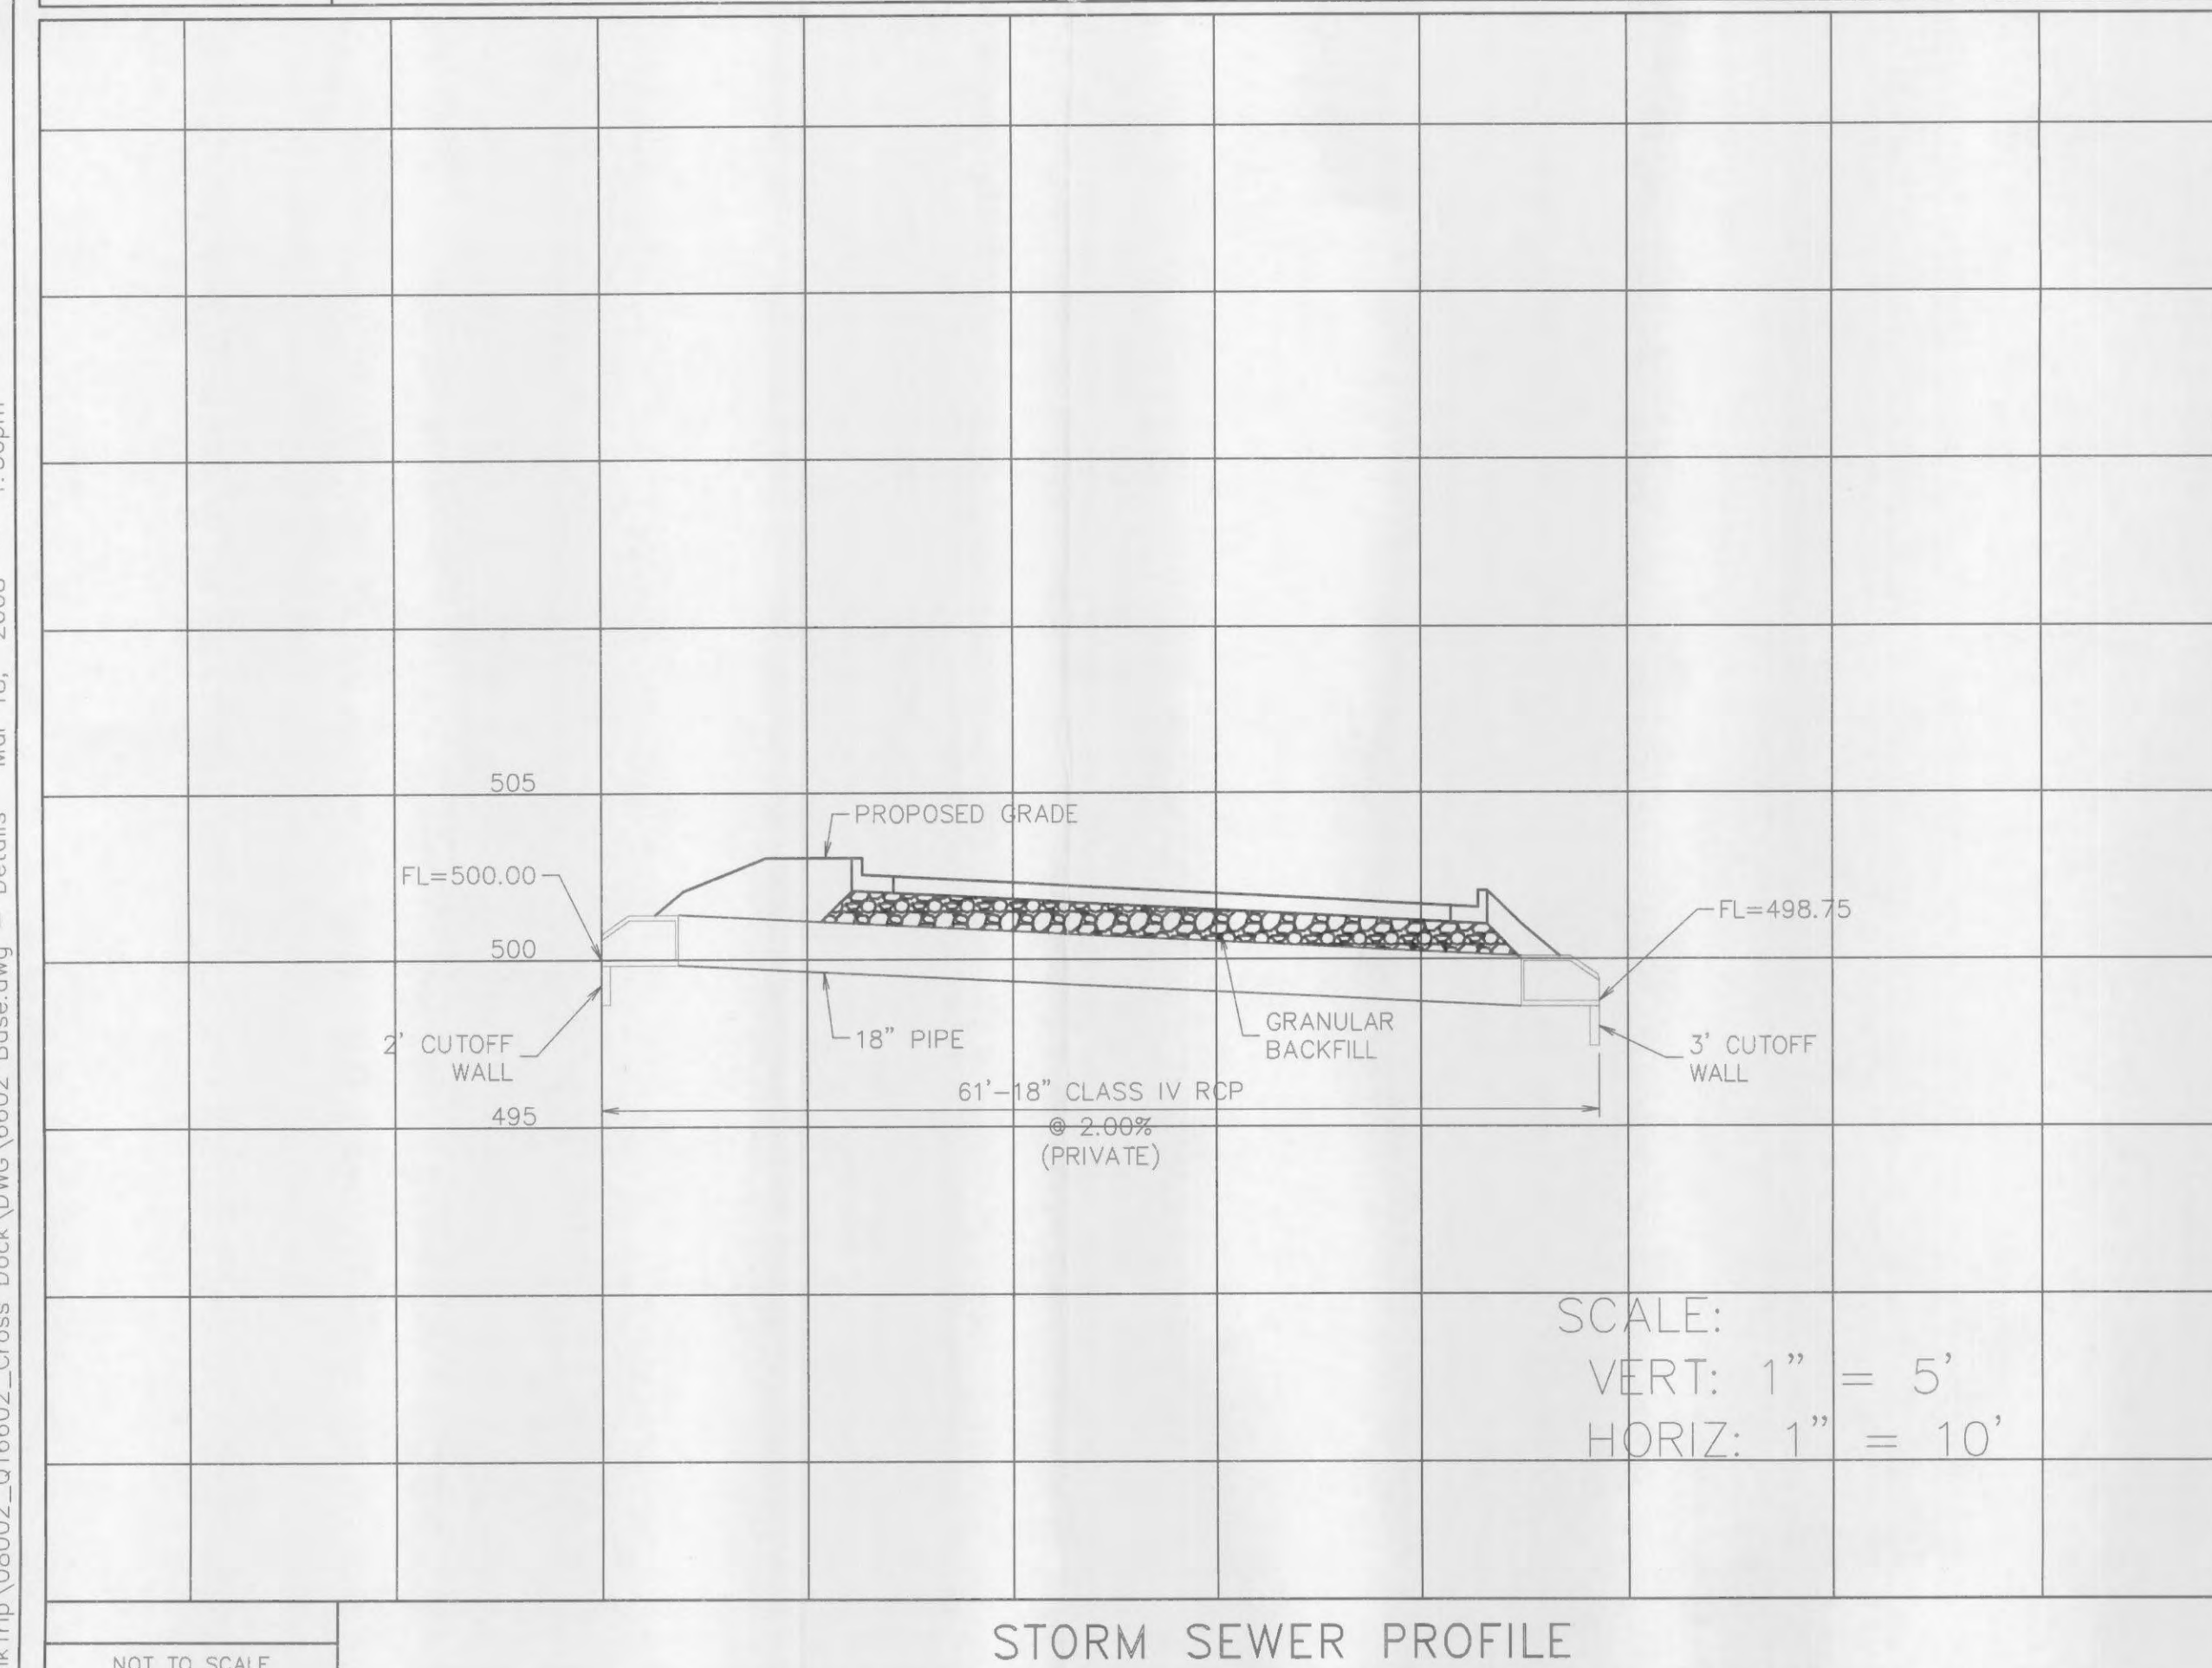 505
PROPOSED GRADE
FL=500.00
FL=498.75
500
2' CUTOFF
WALL
18" PIPE
GRANULAR
BACKFILL
3' CUTOFF
WALL
61'-18" CLASS IV RCP
495
@ 2.00%
(PRIVATE)
SCALE:
VERT: 1" = 5'
HORIZ: 1" = 10'
STORM SEWER PROFILE
NOT TO SCALE